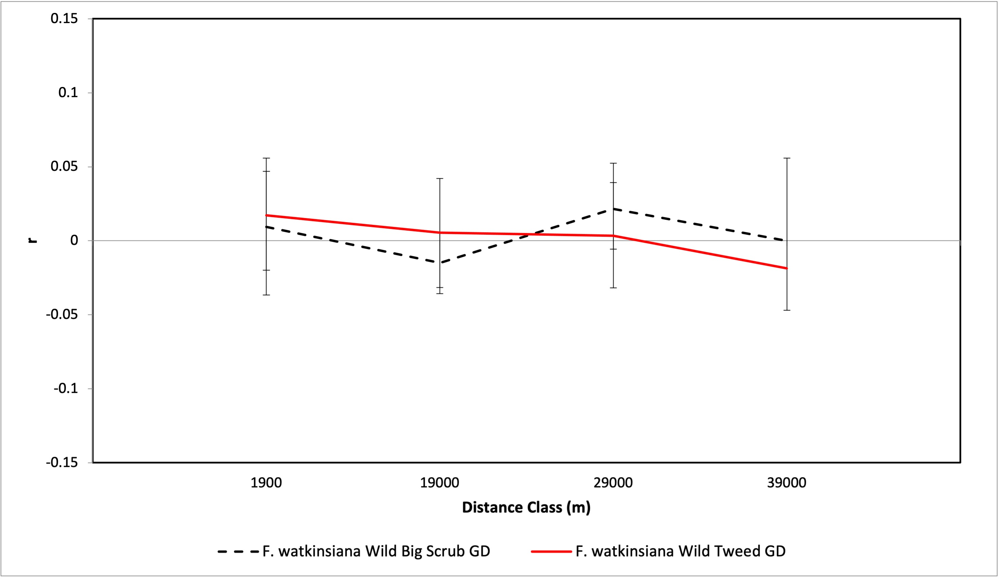 0.15
0.1
0.05
0
-0.05
-0.1
-0.15
r
1900 19000 29000 39000
Distance Class (m)
F. watkinsiana Wild Big Scrub GD F. watkinsiana Wild Tweed GD